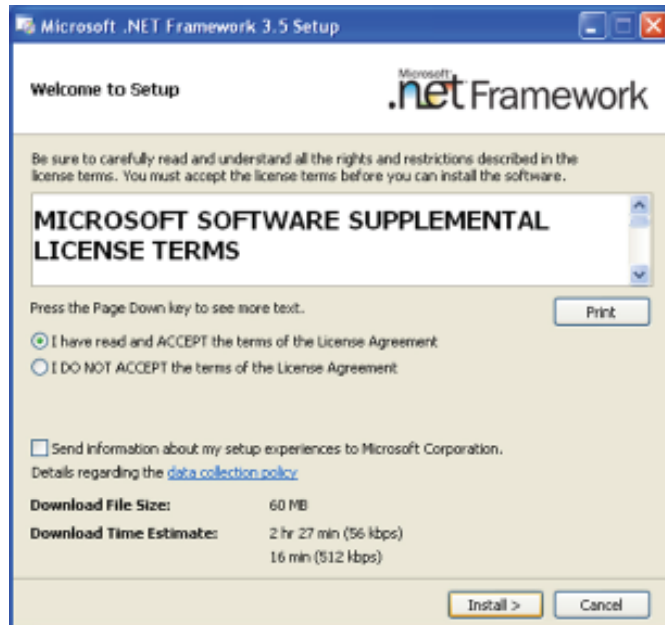 Microsoft .NET Framework 3.5 Setup
Welcome to Setup
Microsoft
.net Framework
Be sure to carefully read and understand all the rights and restrictions described in the
license terms. You must accept the license terms before you can install the software.
MICROSOFT SOFTWARE SUPPLEMENTAL
LICENSE TERMS
Press the Page Down key to see more text.
Print
I have read and ACCEPT the terms of the License Agreement
I DO NOT ACCEPT the terms of the License Agreement
Send information about my setup experiences to Microsoft Corporation.
Details regarding the data collection policy
Download File Size: 60 MB
Download Time Estimate: 2 hr 27 min (56 kbps)
16 min (512 kbps)
Install >
Cancel